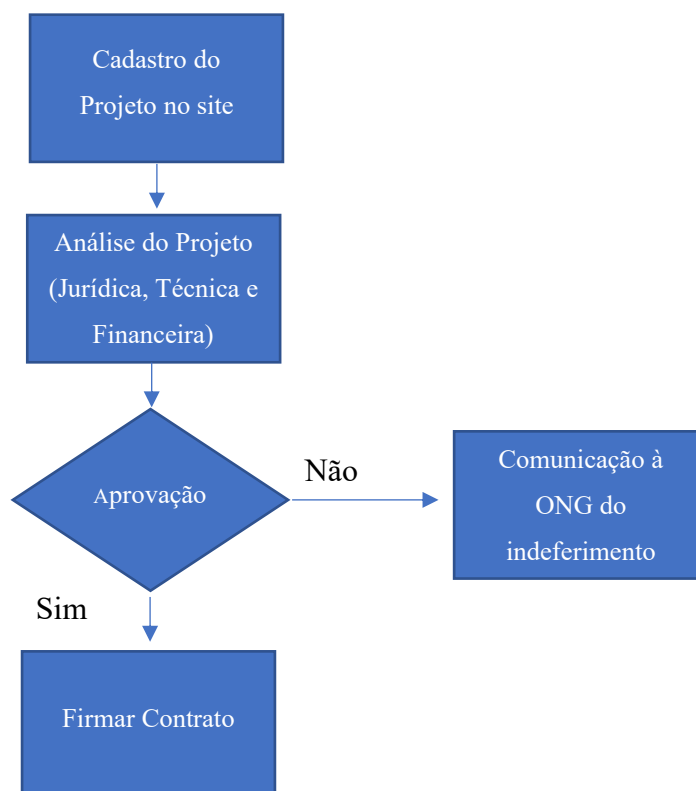 Cadastro do
Projeto no site
Análise do Projeto
(Jurídica, Técnica e
Financeira)
Aprovação
Não
Comunicação à
ONG do
indeferimento
Sim
Firmar Contrato